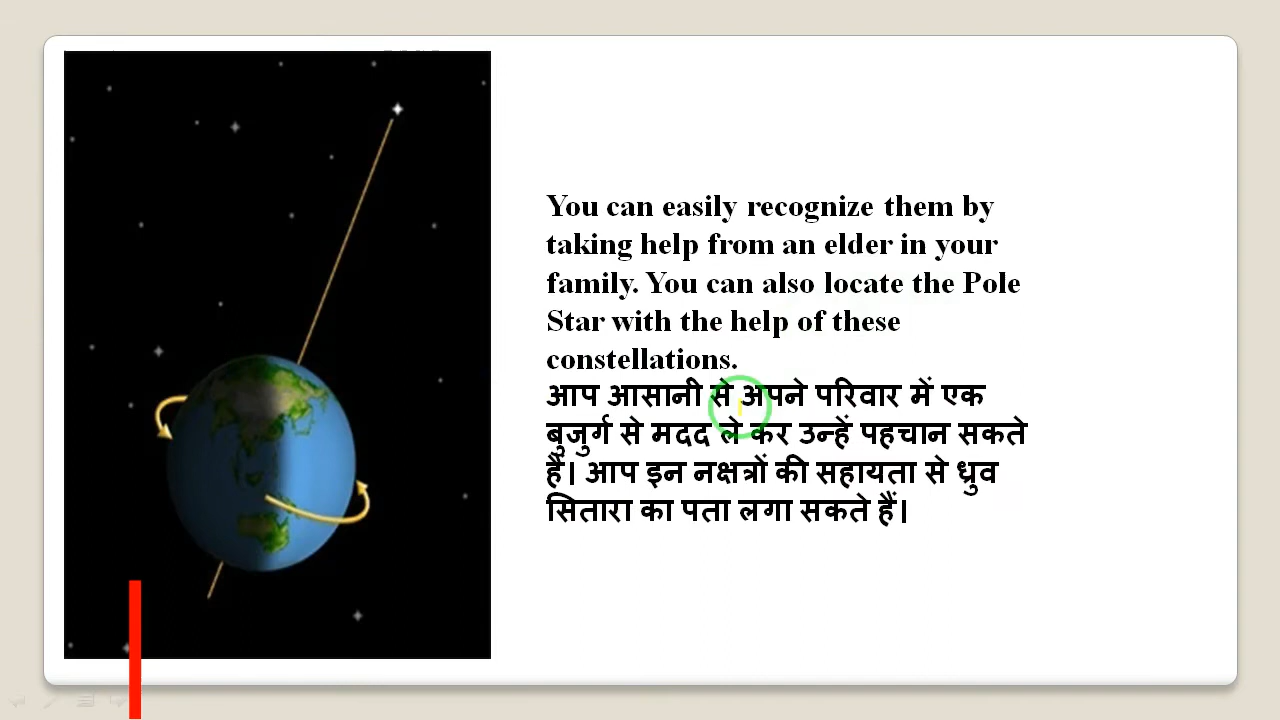 You can easily recognize them by
taking help from an elder in your
family. You can also locate the Pole
Star with the help of these
constellations.
आप आसानी से अपने परिवार में एक
बुजुर्ग से मदद ले कर उन्हें पहचान सकते
हैं। आप इन नक्षत्रों की सहायता से ध्रुव
सितारा का पता लगा सकते हैं।